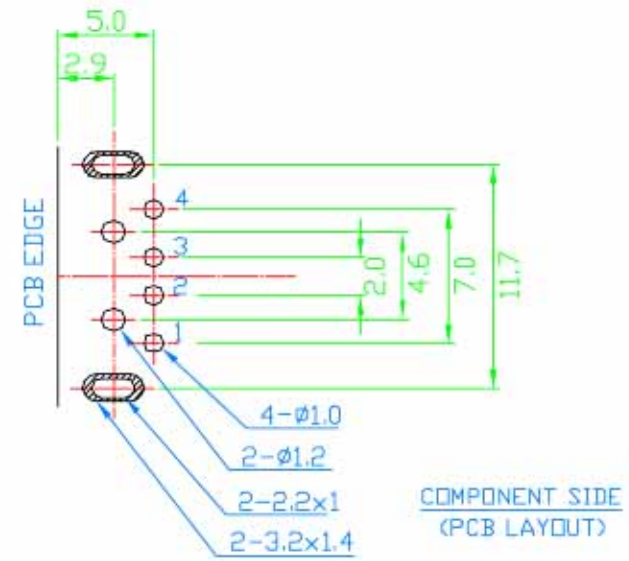 5.0
2.9
PCB EDGE
4
3
2
1
2.0
4.6
7.0
11.7
4-Ø1.0
2-Ø1.2
2-2.2x1
2-3.2x1.4
COMPONENT SIDE
(PCB LAYOUT)